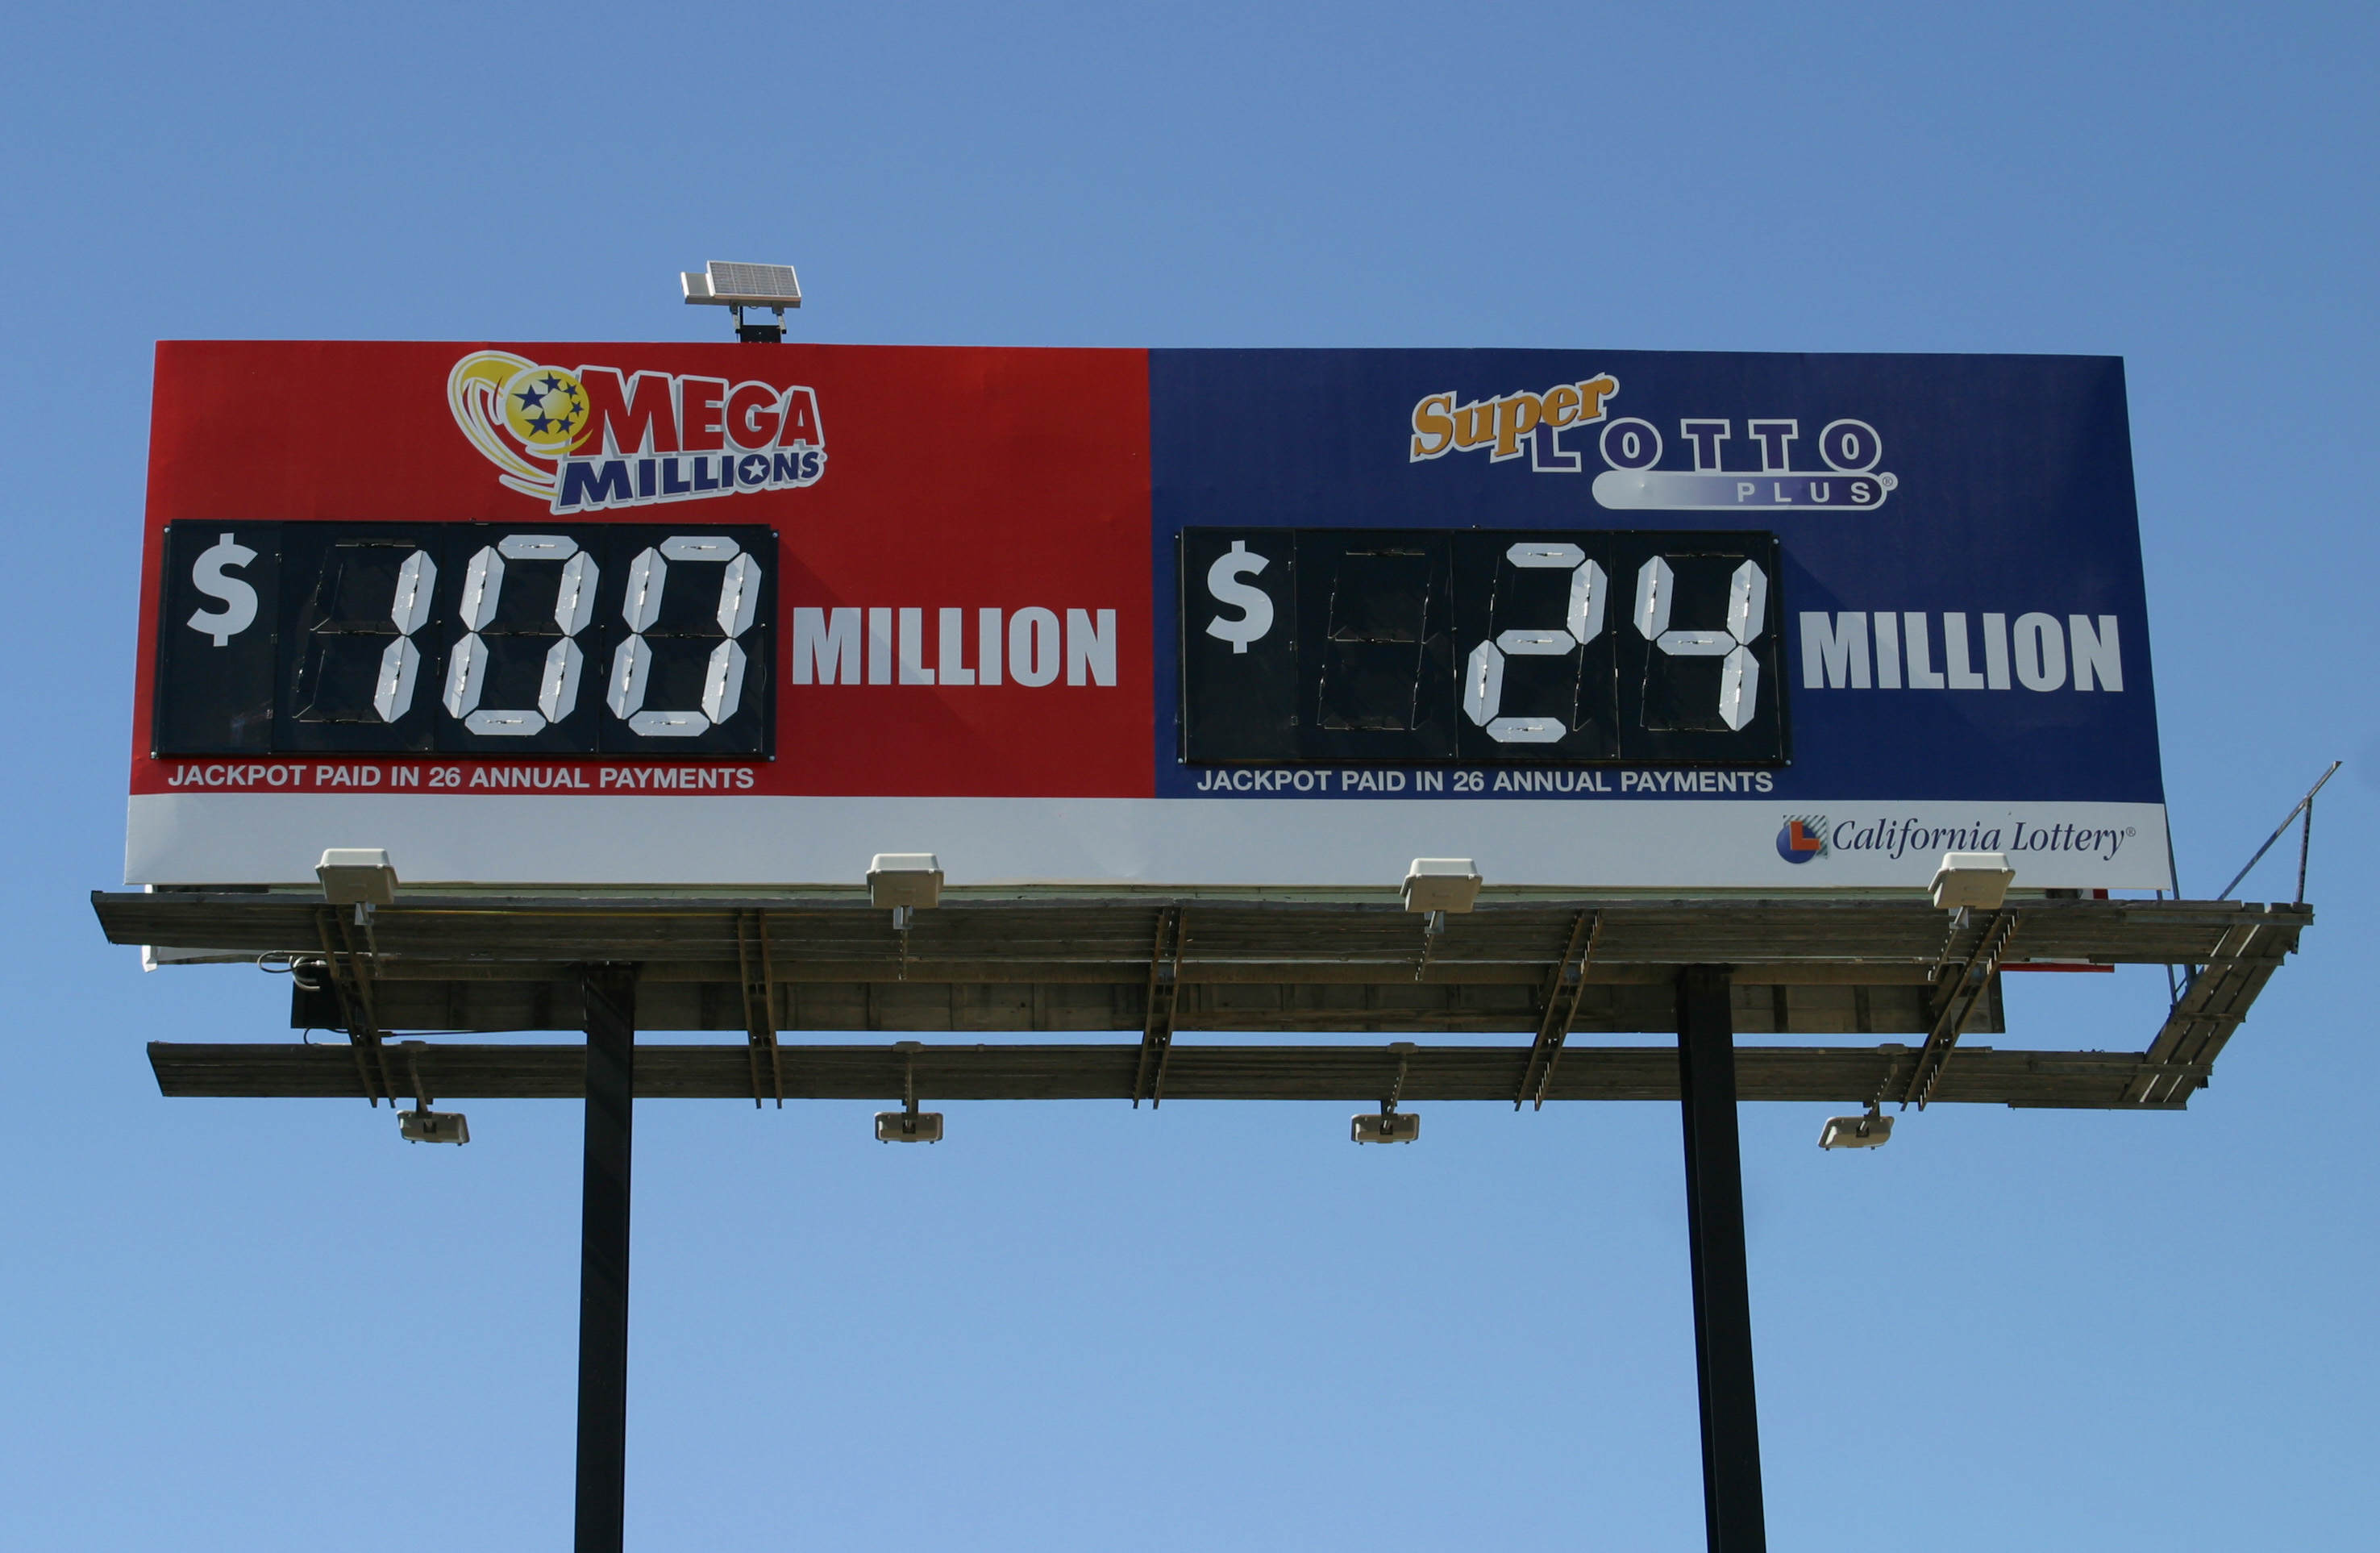 MEGA
MILLIONS
$ 100 MILLION
JACKPOT PAID IN 26 ANNUAL PAYMENTS
Super
LOTTO
PLUS®
$ 24 MILLION
JACKPOT PAID IN 26 ANNUAL PAYMENTS
L California Lottery®